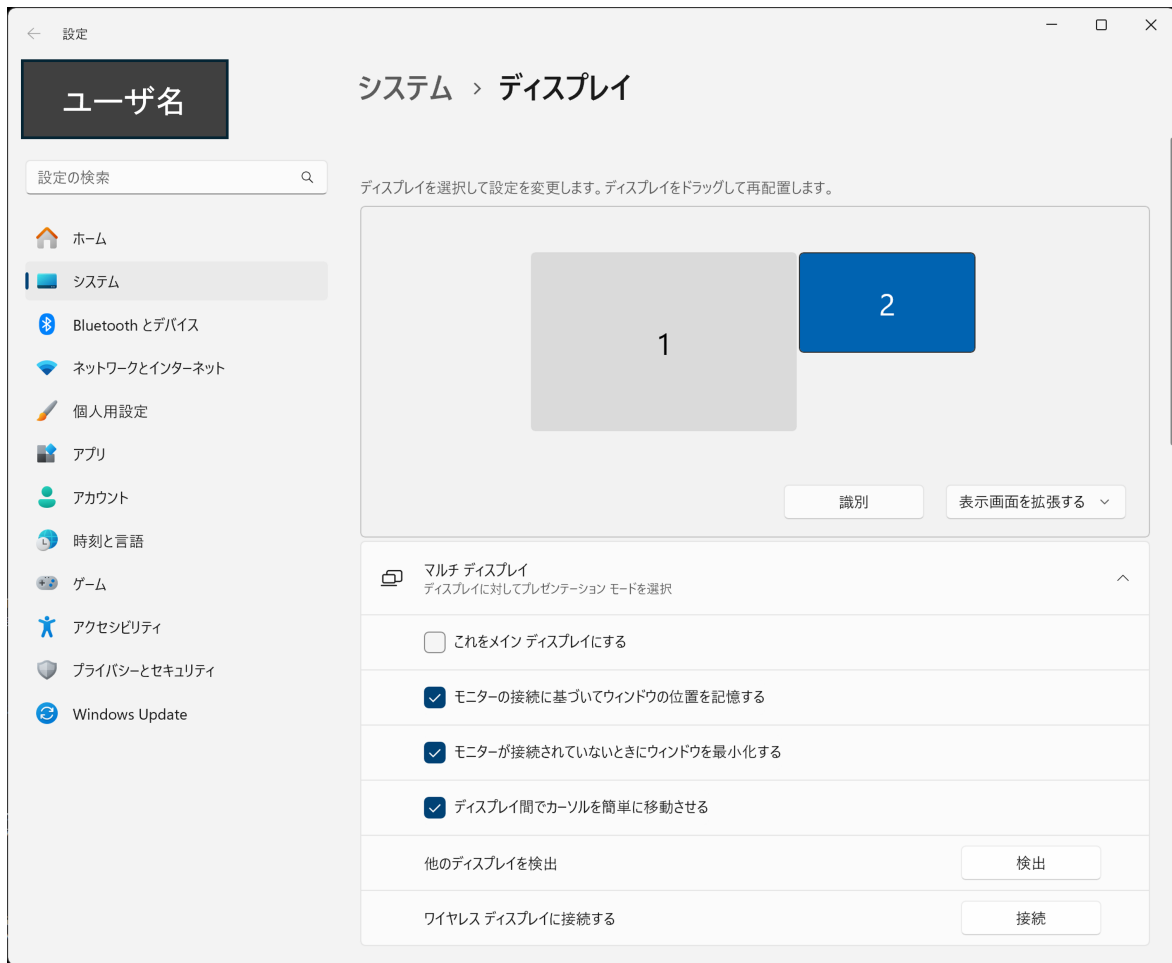 設定
ユーザ名
設定の検索
ホーム
システム
Bluetooth とデバイス
ネットワークとインターネット
個人用設定
アプリ
アカウント
時刻と言語
ゲーム
アクセシビリティ
プライバシーとセキュリティ
Windows Update
システム › ディスプレイ
ディスプレイを選択して設定を変更します。ディスプレイをドラッグして再配置します。
1
2
識別
表示画面を拡張する
マルチ ディスプレイ
ディスプレイに対してプレゼンテーション モードを選択
これをメイン ディスプレイにする
モニターの接続に基づいてウィンドウの位置を記憶する
モニターが接続されていないときにウィンドウを最小化する
ディスプレイ間でカーソルを簡単に移動させる
他のディスプレイを検出
検出
ワイヤレス ディスプレイに接続する
接続